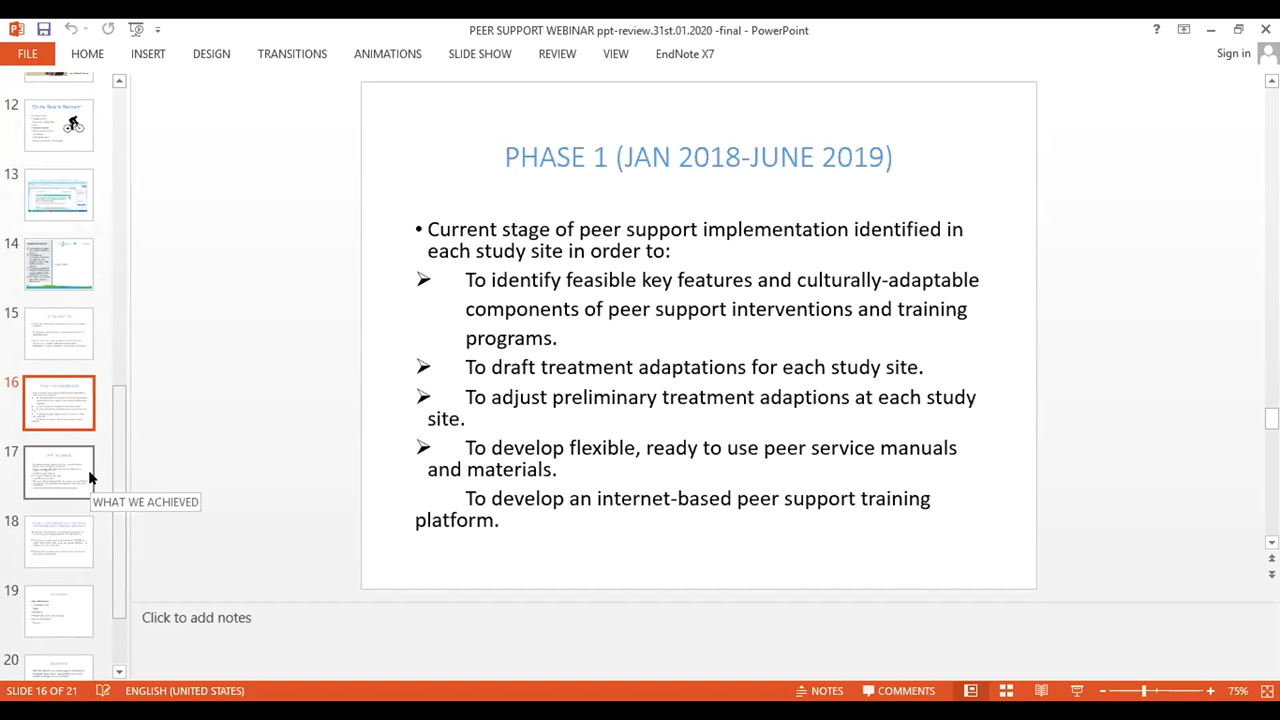 PEER SUPPORT WEBINAR ppt-review.31st.01.2020 -final - PowerPoint
FILE HOME INSERT DESIGN TRANSITIONS ANIMATIONS SLIDE SHOW REVIEW VIEW EndNote X7
Sign in
12
13
14
15
16
17
WHAT WE ACHIEVED
18
19
20
PHASE 1 (JAN 2018-JUNE 2019)
• Current stage of peer support implementation identified in
each study site in order to:
➢ To identify feasible key features and culturally-adaptable
components of peer support interventions and training
programs.
➢ To draft treatment adaptations for each study site.
➢ To adjust preliminary treatment adaptions at each study
site.
➢ To develop flexible, ready to use peer service manuals
and materials.
To develop an internet-based peer support training
platform.
Click to add notes
SLIDE 16 OF 21 ENGLISH (UNITED STATES) NOTES COMMENTS 75%